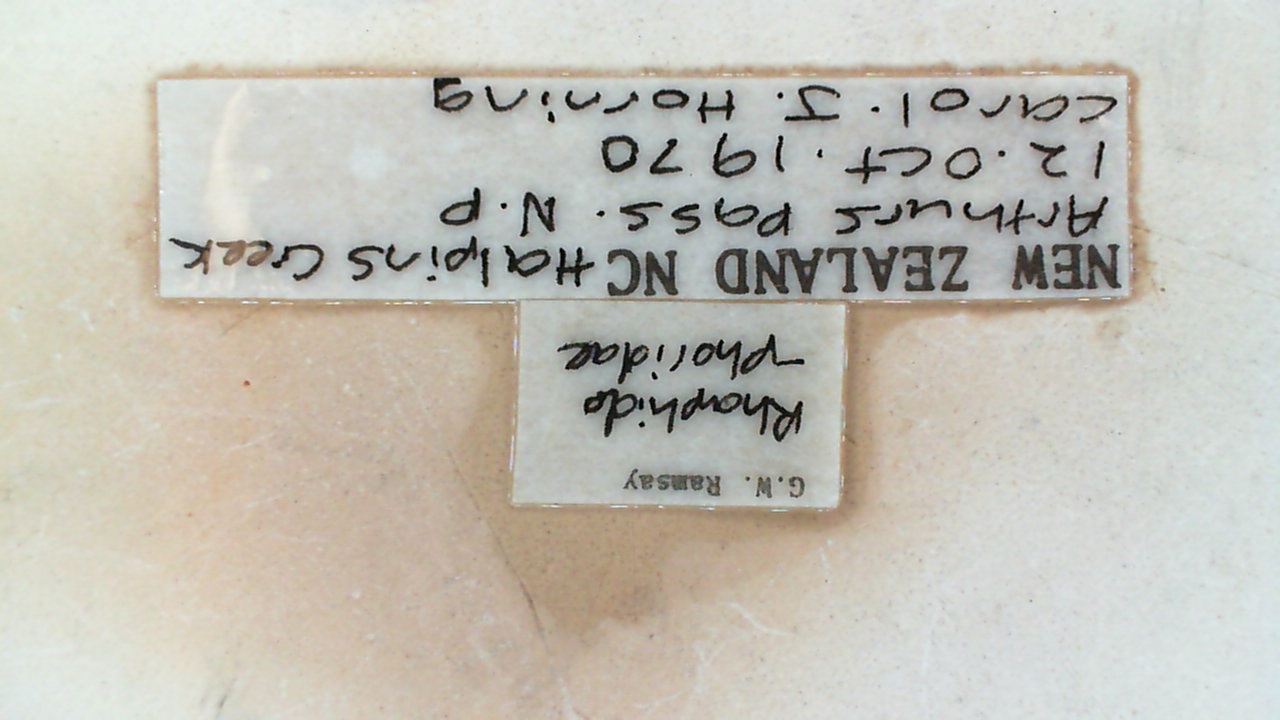 G.W. Ramsay
Rhaphido
-phoridae
NEW ZEALAND NC Halpins Creek
Arthurs Pass. N.P
12. Oct. 1970
Carol. J. Horning